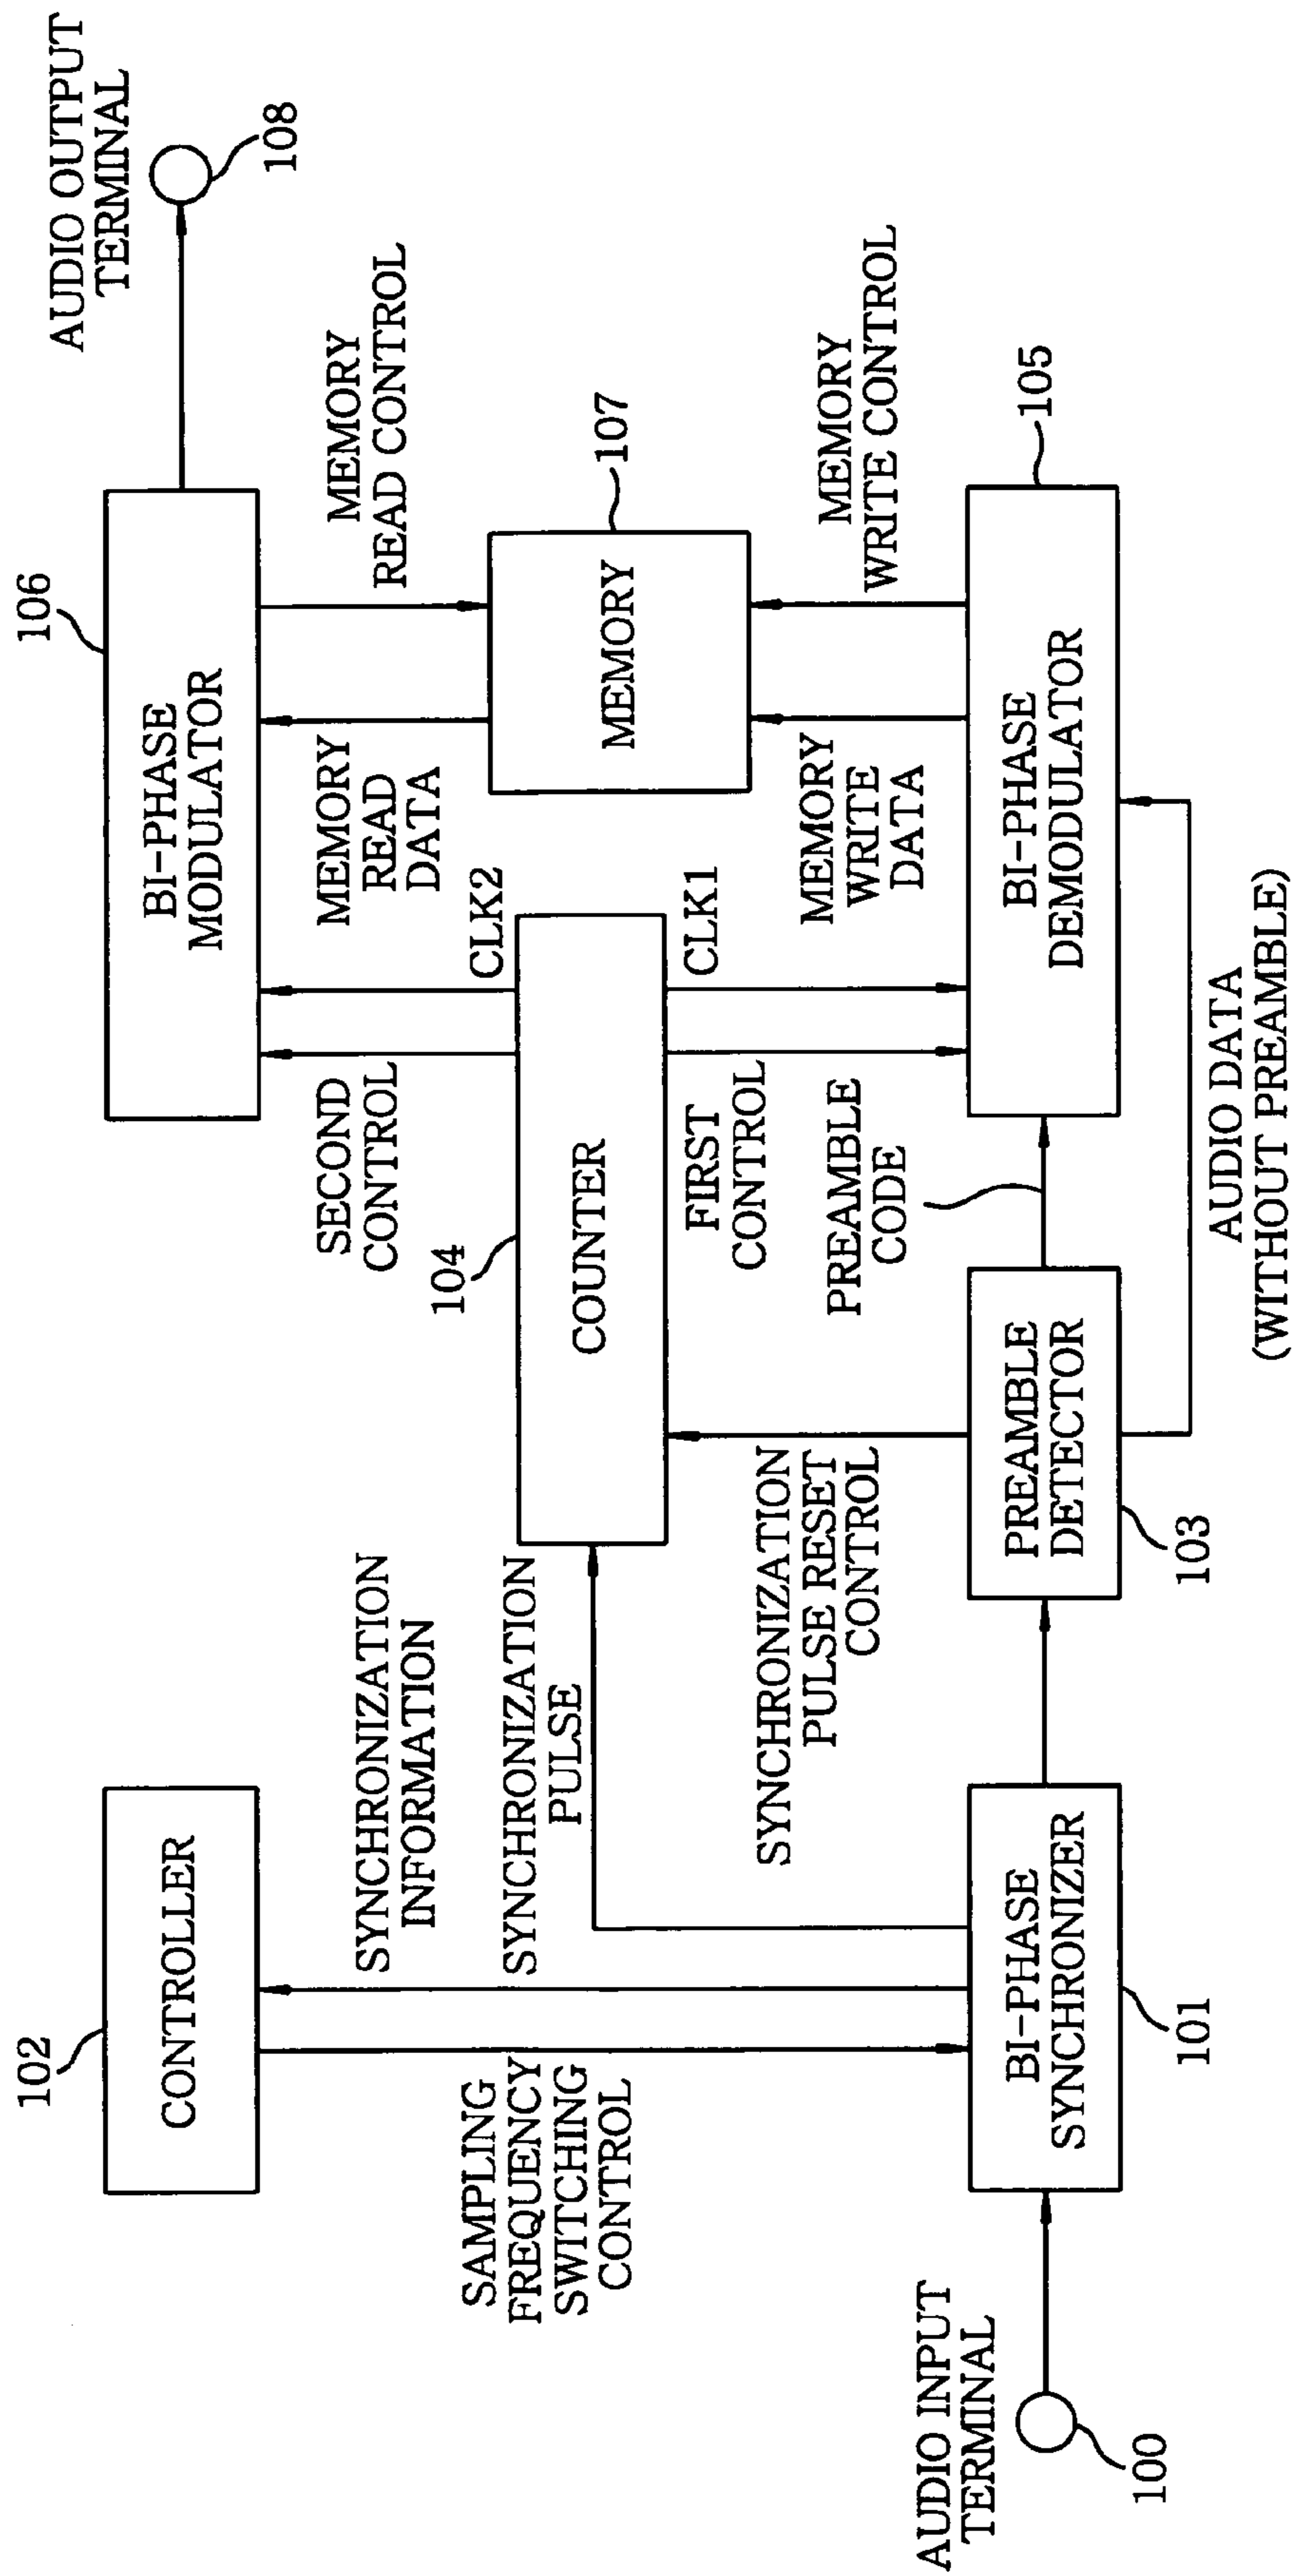 102
CONTROLLER
SAMPLING
FREQUENCY
SWITCHING
CONTROL
SYNCHRONIZATION
INFORMATION
SYNCHRONIZATION
PULSE
AUDIO INPUT
TERMINAL
100
BI-PHASE
SYNCHRONIZER
101
SYNCHRONIZATION
PULSE RESET
CONTROL
PREAMBLE
DETECTOR
103
104
COUNTER
SECOND
CONTROL
CLK2
FIRST
CONTROL
CLK1
PREAMBLE
CODE
AUDIO DATA
(WITHOUT PREAMBLE)
106
BI-PHASE
MODULATOR
MEMORY
READ
DATA
MEMORY
READ CONTROL
MEMORY
107
MEMORY
WRITE
DATA
MEMORY
WRITE CONTROL
BI-PHASE
DEMODULATOR
105
AUDIO OUTPUT
TERMINAL
108